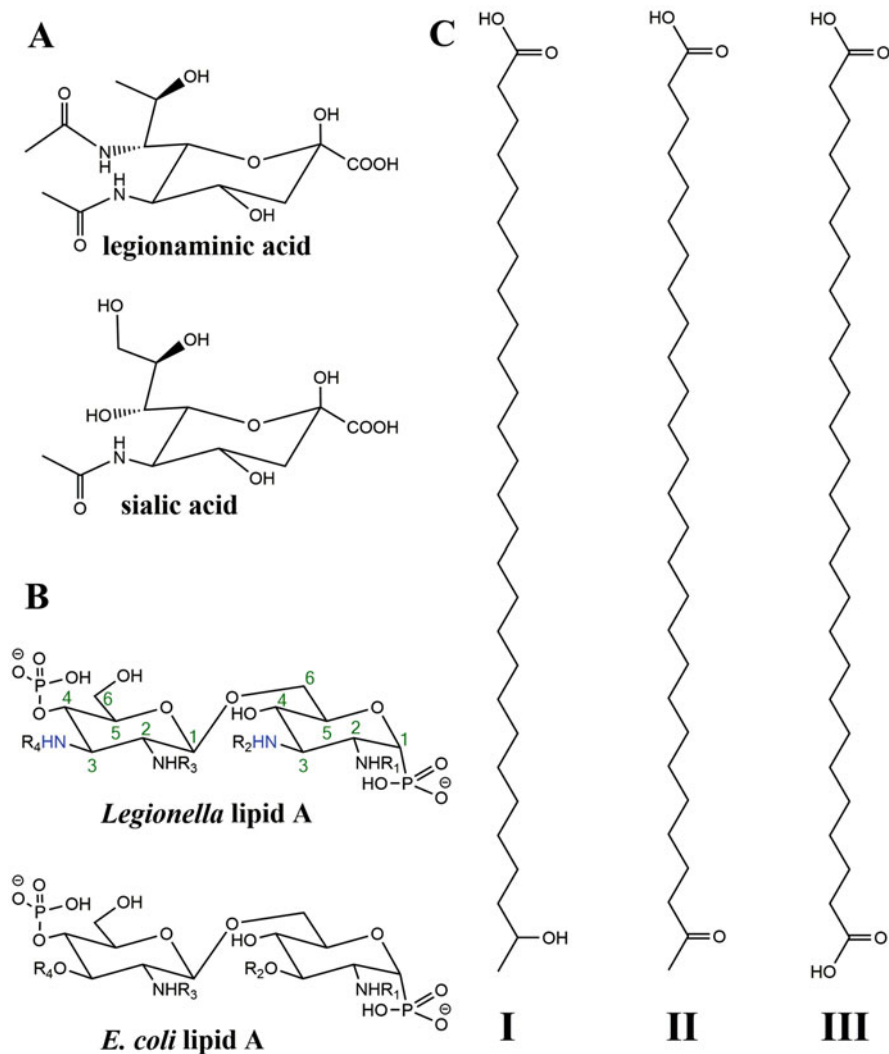 A
OH
O
OH
O
N
H
COOH
H
N
OH
O
legionaminic acid
HO
OH
OH
HO
O
COOH
H
N
OH
O
sialic acid
B
⊖
O
O
P
OH
OH
O
6
4
O
5
2
1
R₄HN
3
NHR₃
O
6
HO
4
O
5
2
1
R₂HN
3
NHR₁
HO
P
O
O
⊖
Legionella lipid A
⊖
O
O
P
OH
OH
O
O
R₄O
NHR₃
O
HO
O
R₂O
NHR₁
HO
P
O
O
⊖
E. coli lipid A
C
HO
O
OH
I
HO
O
O
II
HO
O
O
HO
III